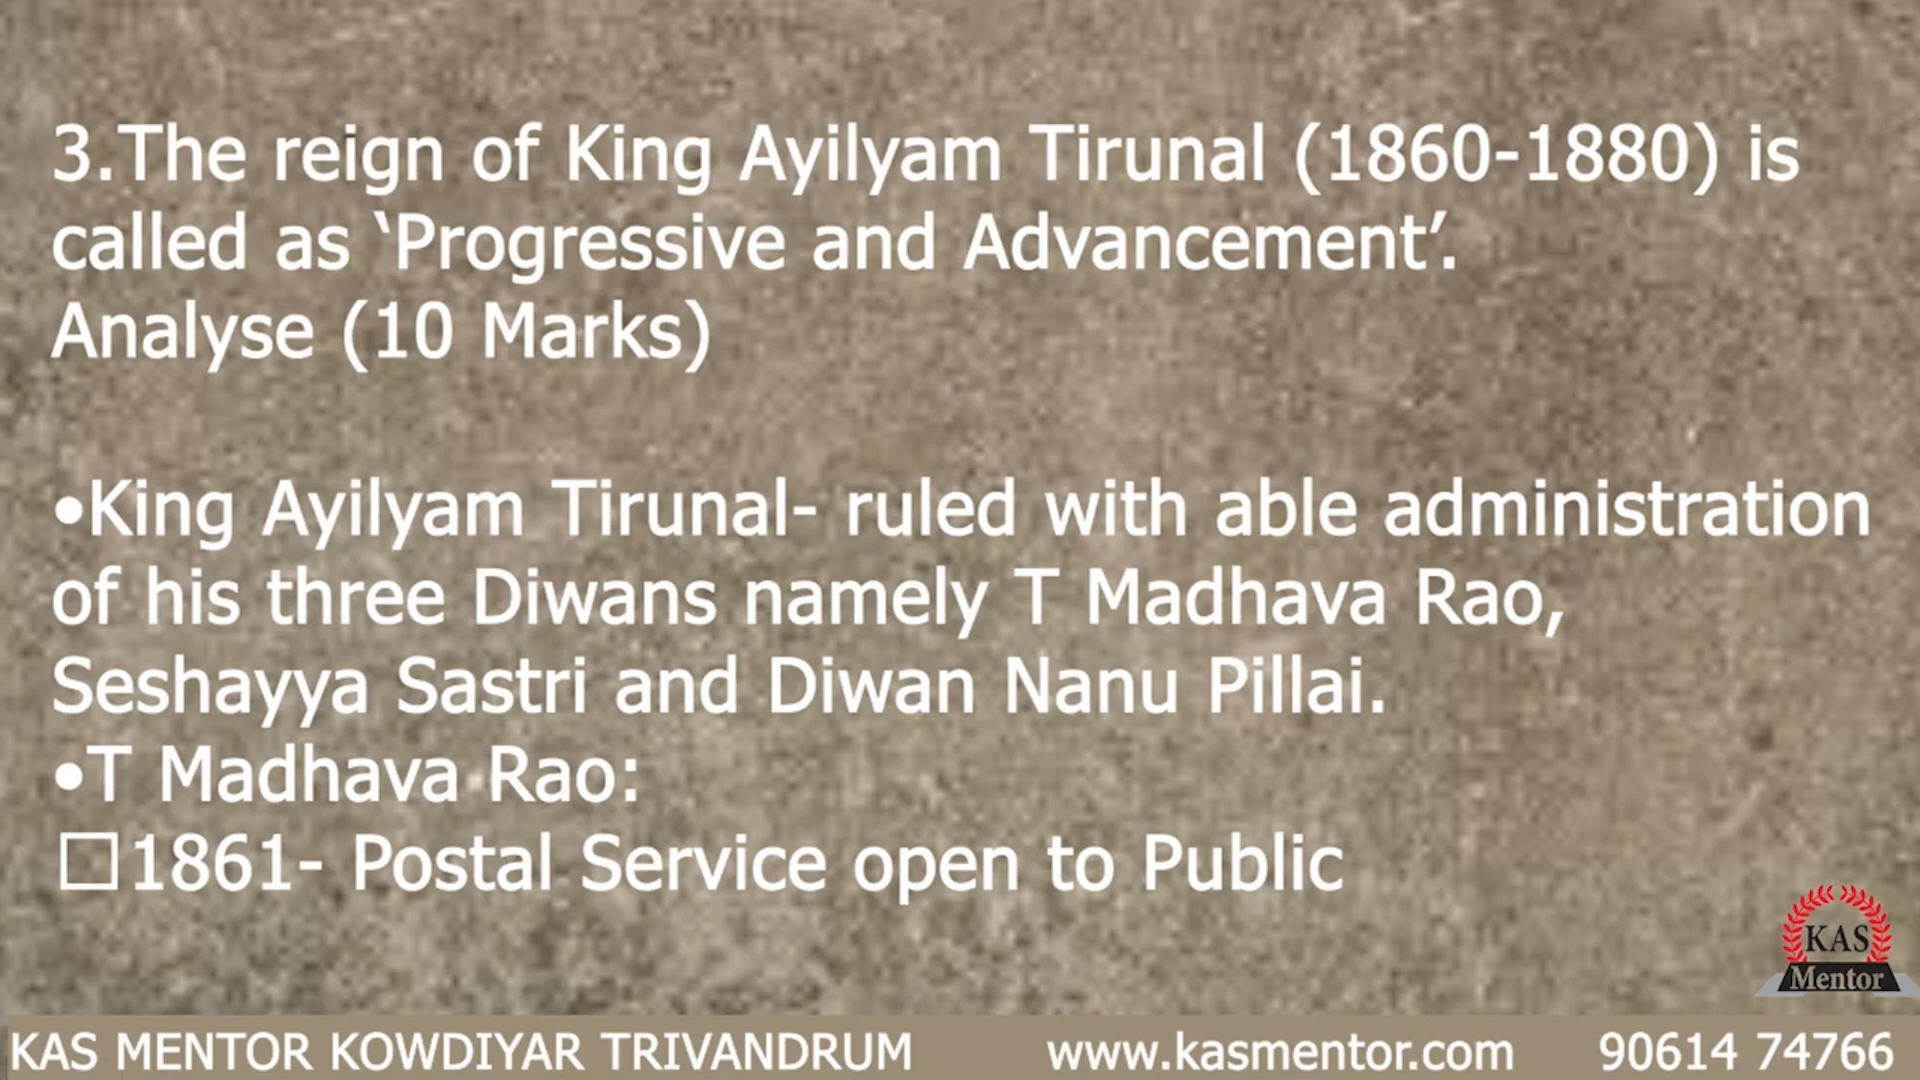 3.The reign of King Ayilyam Tirunal (1860-1880) is
called as ‘Progressive and Advancement’.
Analyse (10 Marks)
•King Ayilyam Tirunal- ruled with able administration
of his three Diwans namely T Madhava Rao,
Seshayya Sastri and Diwan Nanu Pillai.
•T Madhava Rao:
□1861- Postal Service open to Public
KAS
Mentor
KAS MENTOR KOWDIYAR TRIVANDRUM www.kasmentor.com 90614 74766